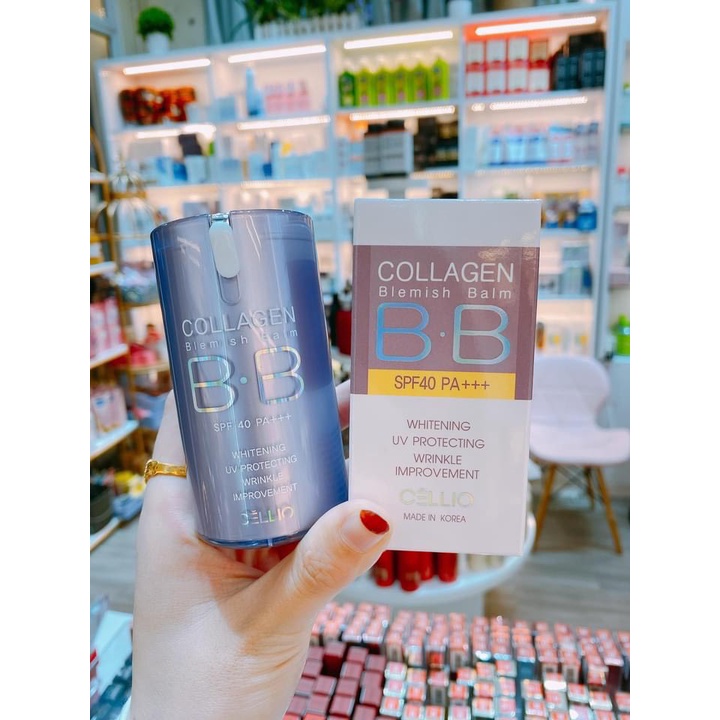 COLLAGEN
Blemish Balm
B·B
SPF 40 PA+++
WHITENING
UV PROTECTING
WRINKLE
IMPROVEMENT
CELLIO
COLLAGEN
Blemish Balm
B·B
SPF40 PA+++
WHITENING
UV PROTECTING
WRINKLE
IMPROVEMENT
CELLIO
MADE IN KOREA